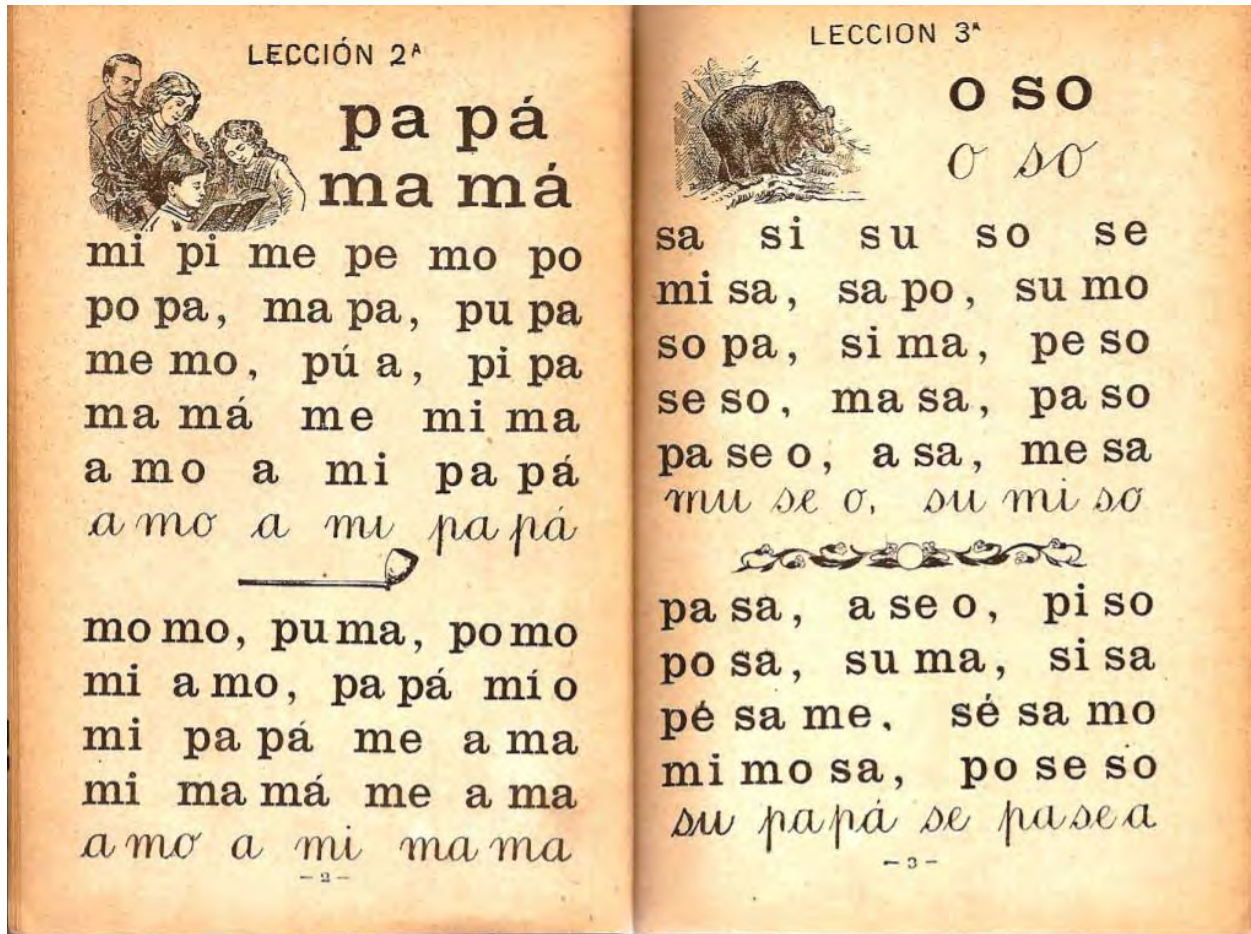 LECCIÓN 2ᴬ
pa pá
ma má
mi pi me pe mo po
po pa, ma pa, pu pa
me mo, pú a, pi pa
ma má me mi ma
a mo a mi pa pá
a mo a mi pa pá
mo mo, pu ma, po mo
mi a mo, pa pá mí o
mi pa pá me a ma
mi ma má me a ma
a mo a mi ma ma
– 2 –
LECCION 3ᴬ
o so
o so
sa si su so se
mi sa, sa po, su mo
so pa, si ma, pe so
se so, ma sa, pa so
pa se o, a sa, me sa
mu se o, su mi so
pa sa, a se o, pi so
po sa, su ma, si sa
pé sa me, sé sa mo
mi mo sa, po se so
su pa pá se pa se a
– 3 –